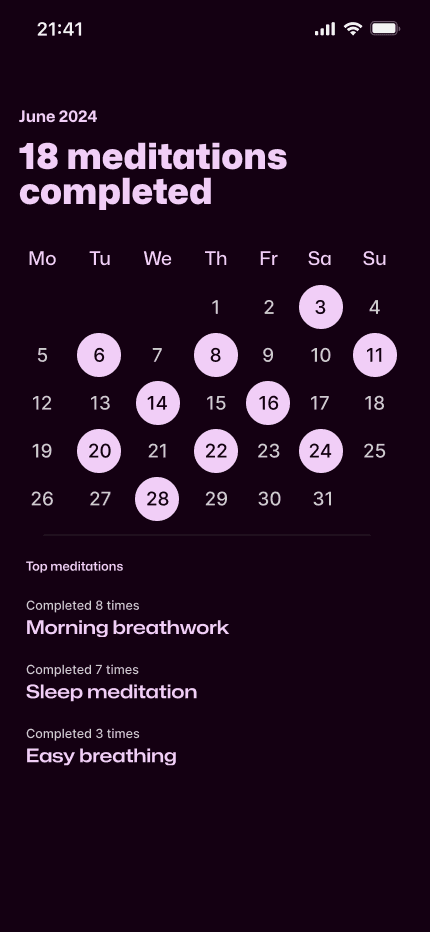 21:41
June 2024
18 meditations
completed
Mo Tu We Th Fr Sa Su
1 2 3 4
5 6 7 8 9 10 11
12 13 14 15 16 17 18
19 20 21 22 23 24 25
26 27 28 29 30 31
Top meditations
Completed 8 times
Morning breathwork
Completed 7 times
Sleep meditation
Completed 3 times
Easy breathing